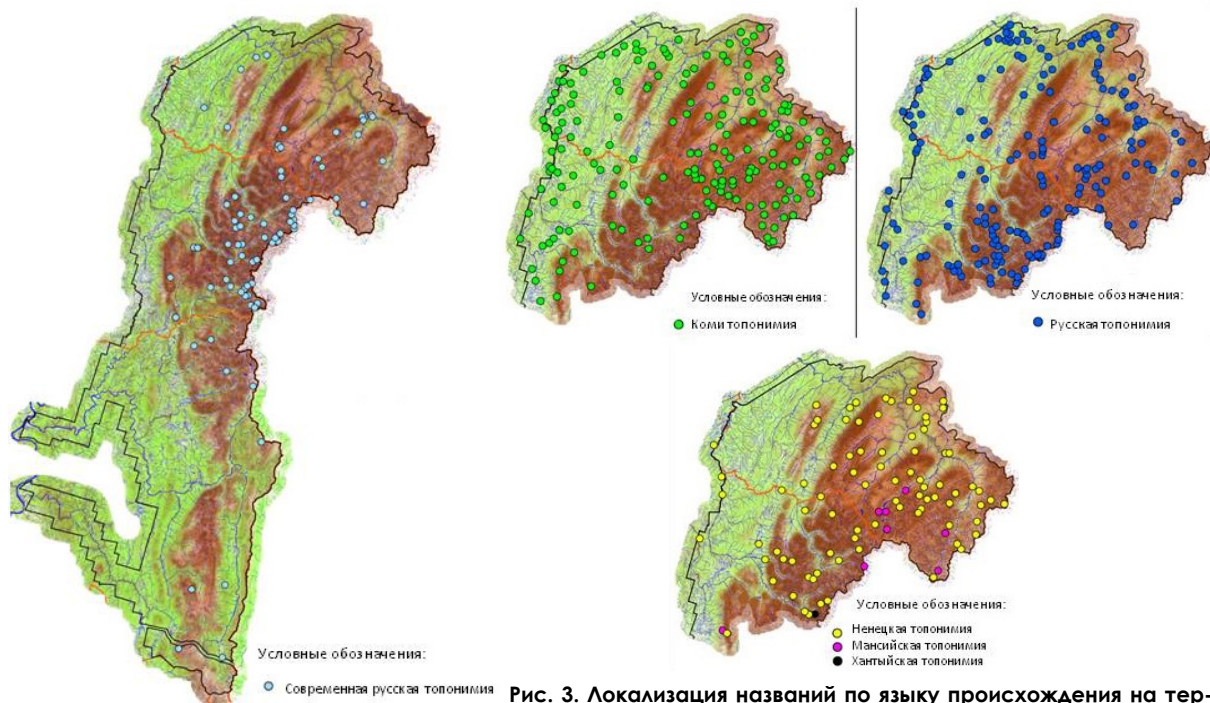 Условные обозначения:
Коми топонимия
Условные обозначения:
Русская топонимия
Условные обозначения:
Ненецкая топонимия
Мансийская топонимия
Хантыйская топонимия
Условные обозначения:
Современная русская топонимия
Рис. 3. Локализация названий по языку происхождения на тер-